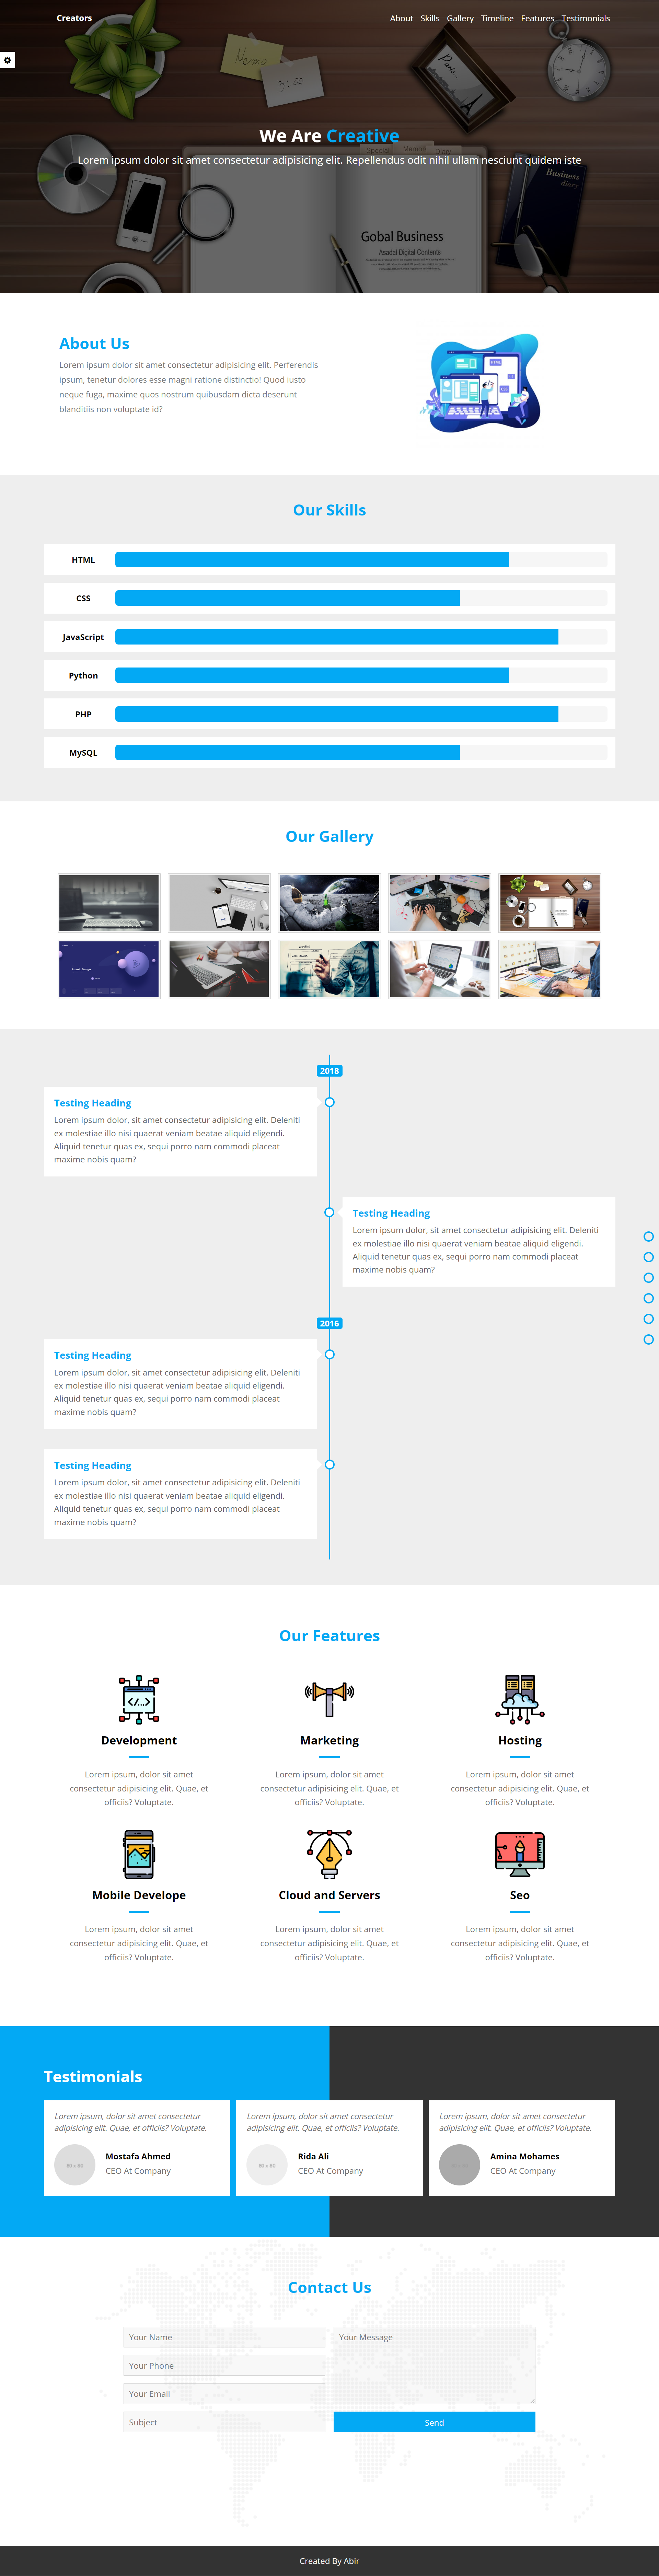 Creators
About Skills Gallery Timeline Features Testimonials
Memo
3:00
Paris
We Are Creative
Lorem ipsum dolor sit amet consectetur adipisicing elit. Repellendus odit nihil ullam nesciunt quidem iste
Business
diary
Gobal Business
Asadal Digital Contents
About Us
Lorem ipsum dolor sit amet consectetur adipisicing elit. Perferendis
ipsum, tenetur dolores esse magni ratione distinctio! Quod iusto
neque fuga, maxime quos nostrum quibusdam dicta deserunt
blanditiis non voluptate id?
Our Skills
HTML
CSS
JavaScript
Python
PHP
MySQL
Our Gallery
2018
Testing Heading
Lorem ipsum dolor, sit amet consectetur adipisicing elit. Deleniti
ex molestiae illo nisi quaerat veniam beatae aliquid eligendi.
Aliquid tenetur quas ex, sequi porro nam commodi placeat
maxime nobis quam?
Testing Heading
Lorem ipsum dolor, sit amet consectetur adipisicing elit. Deleniti
ex molestiae illo nisi quaerat veniam beatae aliquid eligendi.
Aliquid tenetur quas ex, sequi porro nam commodi placeat
maxime nobis quam?
2016
Testing Heading
Lorem ipsum dolor, sit amet consectetur adipisicing elit. Deleniti
ex molestiae illo nisi quaerat veniam beatae aliquid eligendi.
Aliquid tenetur quas ex, sequi porro nam commodi placeat
maxime nobis quam?
Testing Heading
Lorem ipsum dolor, sit amet consectetur adipisicing elit. Deleniti
ex molestiae illo nisi quaerat veniam beatae aliquid eligendi.
Aliquid tenetur quas ex, sequi porro nam commodi placeat
maxime nobis quam?
Our Features
Development
Lorem ipsum, dolor sit amet
consectetur adipisicing elit. Quae, et
officiis? Voluptate.
Marketing
Lorem ipsum, dolor sit amet
consectetur adipisicing elit. Quae, et
officiis? Voluptate.
Hosting
Lorem ipsum, dolor sit amet
consectetur adipisicing elit. Quae, et
officiis? Voluptate.
Mobile Develope
Lorem ipsum, dolor sit amet
consectetur adipisicing elit. Quae, et
officiis? Voluptate.
Cloud and Servers
Lorem ipsum, dolor sit amet
consectetur adipisicing elit. Quae, et
officiis? Voluptate.
Seo
Lorem ipsum, dolor sit amet
consectetur adipisicing elit. Quae, et
officiis? Voluptate.
Testimonials
Lorem ipsum, dolor sit amet consectetur
adipisicing elit. Quae, et officiis? Voluptate.
80 x 80
Mostafa Ahmed
CEO At Company
Lorem ipsum, dolor sit amet consectetur
adipisicing elit. Quae, et officiis? Voluptate.
80 x 80
Rida Ali
CEO At Company
Lorem ipsum, dolor sit amet consectetur
adipisicing elit. Quae, et officiis? Voluptate.
Amina Mohames
CEO At Company
Contact Us
Your Name
Your Phone
Your Email
Subject
Your Message
Send
Created By Abir